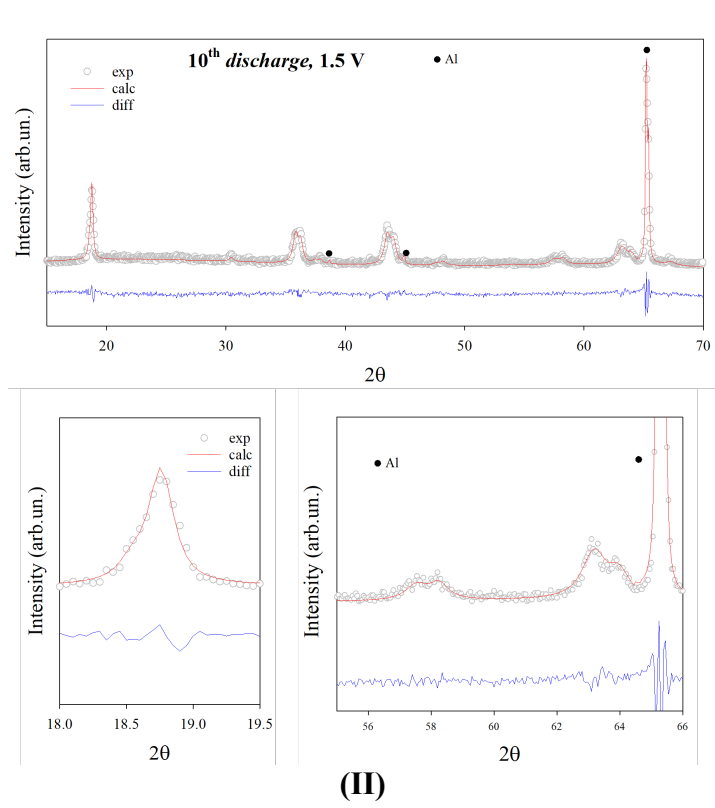 10th discharge, 1.5 V
Al
exp
calc
diff
Intensity (arb.un.)
20 30 40 50 60 70
2θ
exp
calc
diff
Intensity (arb.un.)
18.0 18.5 19.0 19.5
2θ
Al
Intensity (arb.un.)
56 58 60 62 64 66
2θ
(II)